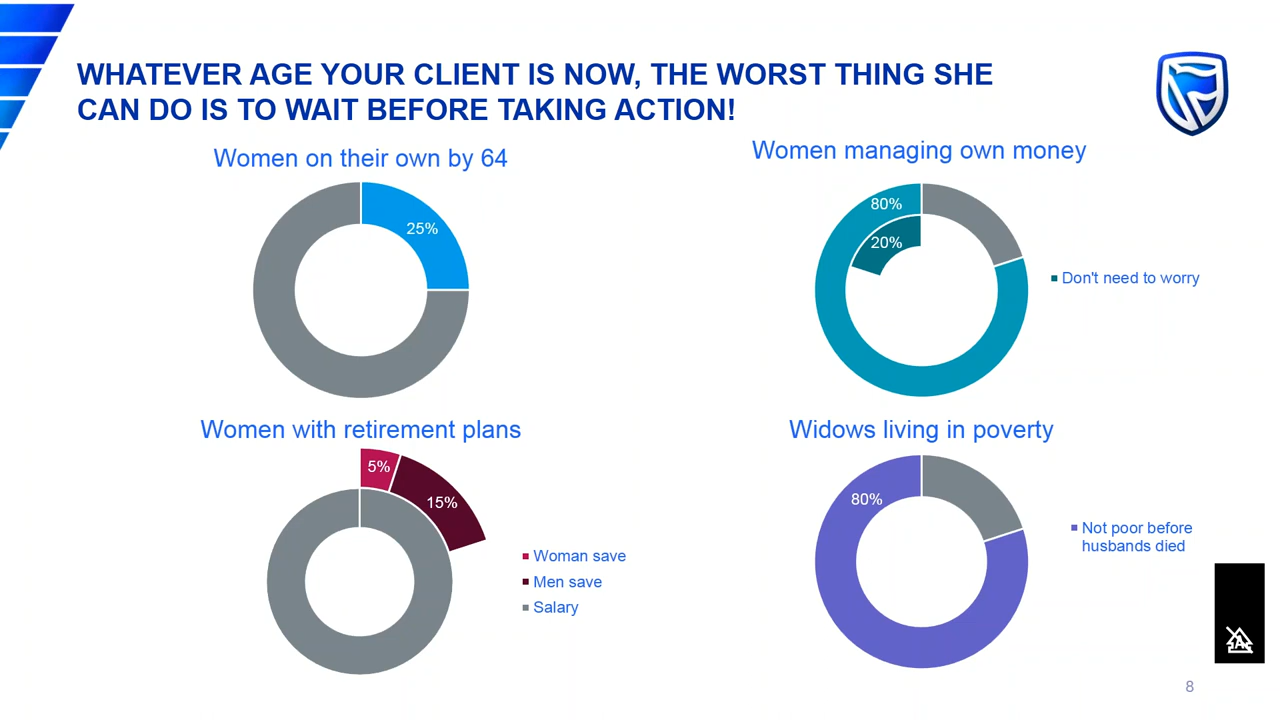 WHATEVER AGE YOUR CLIENT IS NOW, THE WORST THING SHE
CAN DO IS TO WAIT BEFORE TAKING ACTION!
Women on their own by 64
25%
Women managing own money
80%
20%
Don't need to worry
Women with retirement plans
5%
15%
Woman save
Men save
Salary
Widows living in poverty
80%
Not poor before
husbands died
8